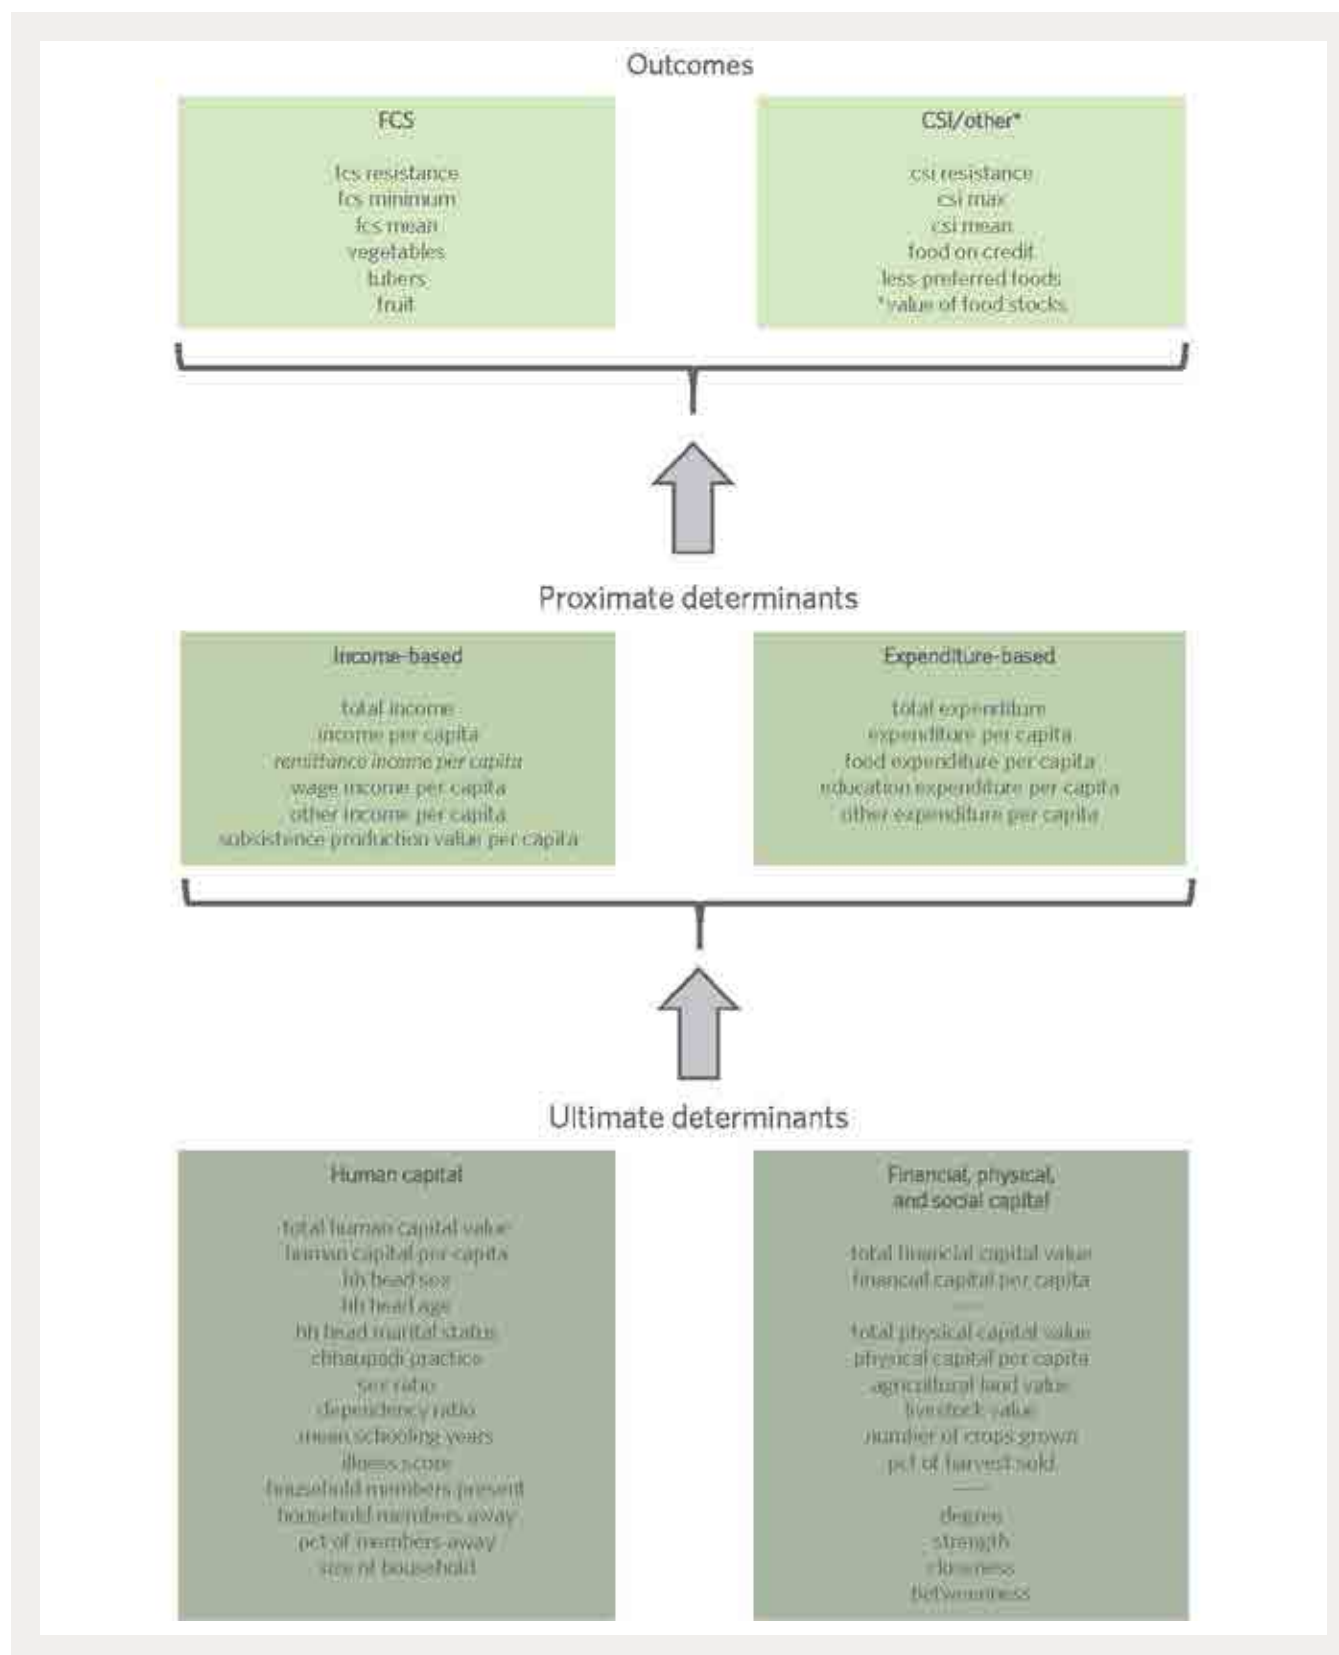 Outcomes
FCS
fcs resistance
fcs minimum
fcs mean
vegetables
tubers
fruit
CSI/other*
csi resistance
csi max
csi mean
food on credit
less preferred foods
*value of food stocks
Proximate determinants
Income-based
total income
income per capita
remittance income per capita
wage income per capita
other income per capita
subsistence production value per capita
Expenditure-based
total expenditure
expenditure per capita
food expenditure per capita
education expenditure per capita
other expenditure per capita
Ultimate determinants
Human capital
total human capital value
human capital per capita
hh head sex
hh head age
hh head marital status
chhaupadi practice
sex ratio
dependency ratio
mean schooling years
illness score
household members present
household members away
pct of members away
size of household
Financial, physical,
and social capital
total financial capital value
financial capital per capita
total physical capital value
physical capital per capita
agricultural land value
livestock value
number of crops grown
pct of harvest sold
degree
strength
closeness
betweenness